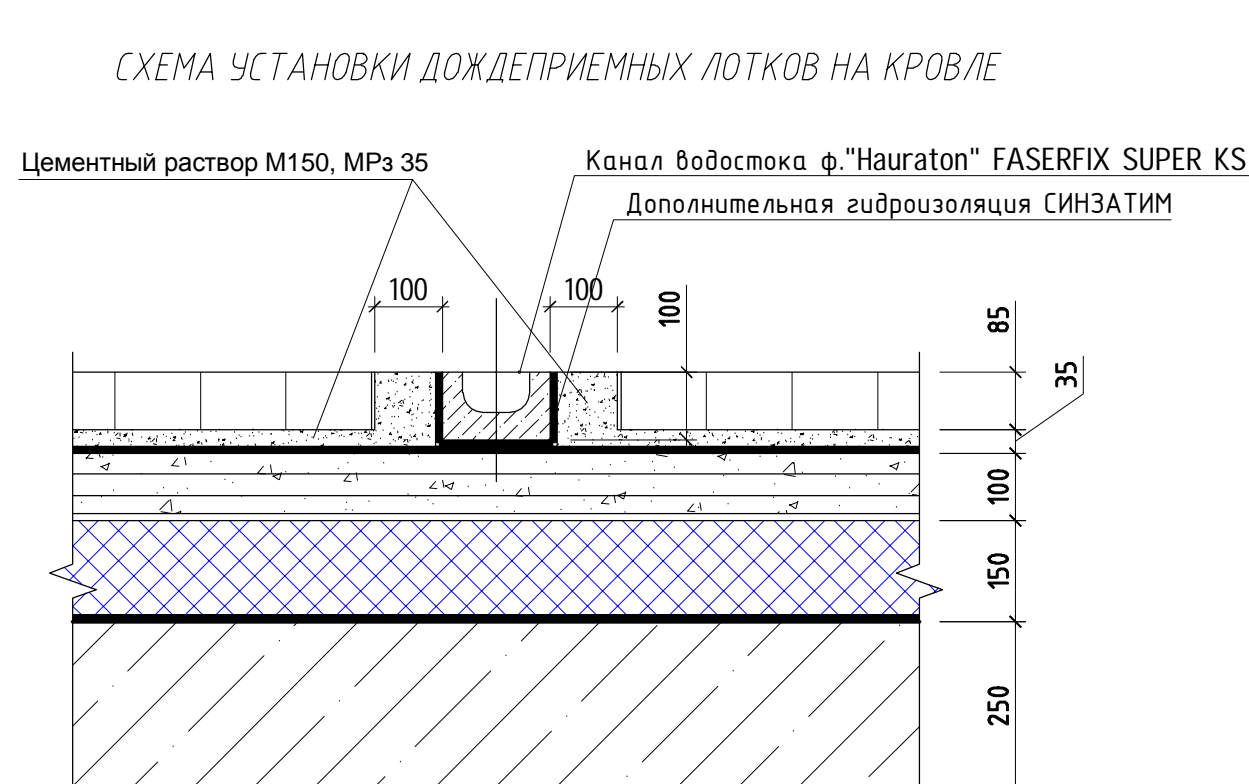 СХЕМА УСТАНОВКИ ДОЖДЕПРИЕМНЫХ ЛОТКОВ НА КРОВЛЕ
Цементный раствор М150, МРз 35
Канал водостока ф."Hauraton" FASERFIX SUPER KS
Дополнительная гидроизоляция СИНЗАТИМ
100
100
100
85
35
100
150
250